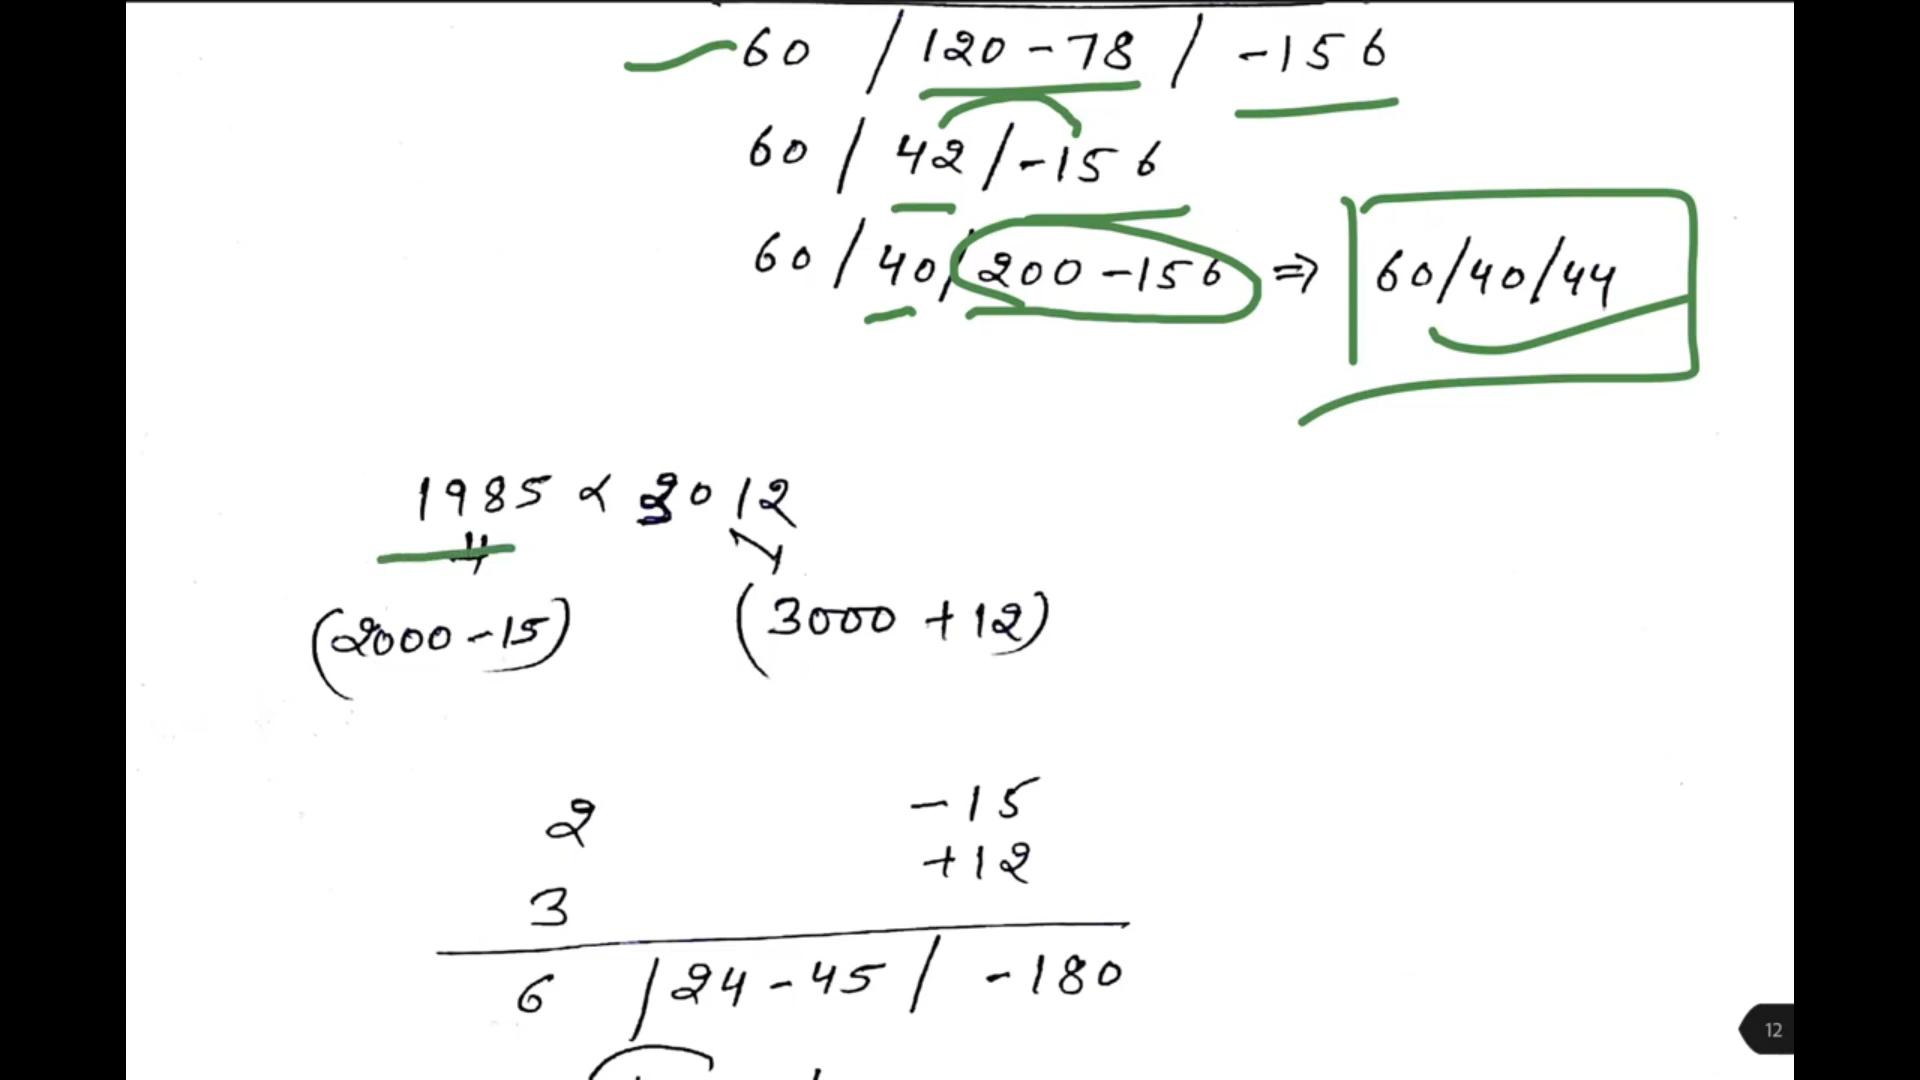 60 / 120 - 78 / - 156
60 / 42 / - 156
60 / 40 / 200 - 156 ⇒ 60/40/44
1985 × 3012
(2000 - 15) (3000 + 12)
2 - 15
+ 12
3
6 / 24 - 45 / - 180
12